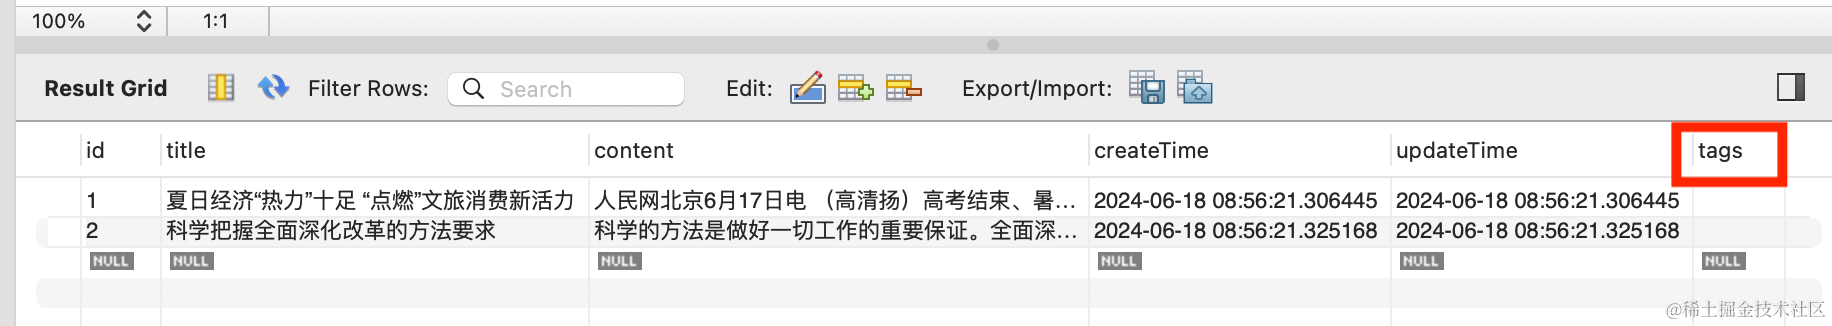 100% 1:1
Result Grid Filter Rows: Search Edit: Export/Import:
id title content createTime updateTime tags
1 夏日经济“热力”十足 “点燃”文旅消费新活力 人民网北京6月17日电 （高清扬）高考结束、暑... 2024-06-18 08:56:21.306445 2024-06-18 08:56:21.306445
2 科学把握全面深化改革的方法要求 科学的方法是做好一切工作的重要保证。全面深... 2024-06-18 08:56:21.325168 2024-06-18 08:56:21.325168
NULL NULL NULL NULL NULL NULL
@稀土掘金技术社区